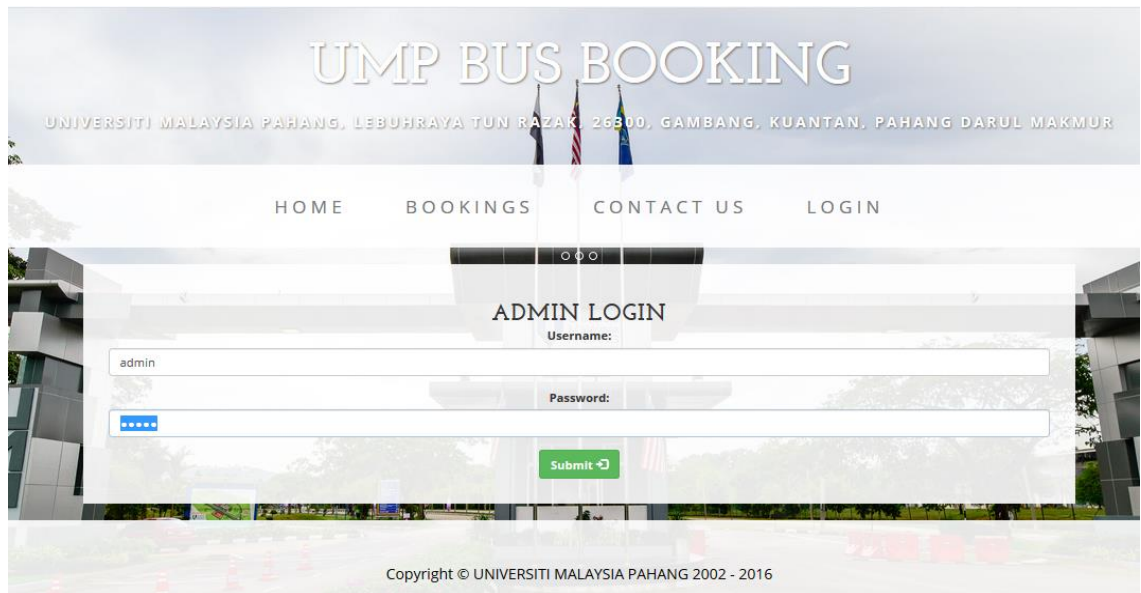 UMP BUS BOOKING
UNIVERSITI MALAYSIA PAHANG, LEBUHRAYA TUN RAZAK, 26300, GAMBANG, KUANTAN, PAHANG DARUL MAKMUR
HOME BOOKINGS CONTACT US LOGIN
ADMIN LOGIN
Username:
admin
Password:
•••••
Submit
Copyright © UNIVERSITI MALAYSIA PAHANG 2002 - 2016